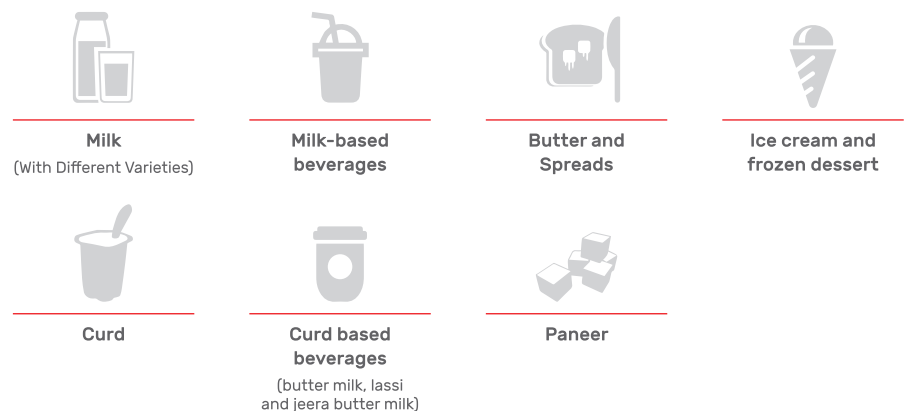 Milk
(With Different Varieties)
Milk-based
beverages
Butter and
Spreads
Ice cream and
frozen dessert
Curd
Curd based
beverages
(butter milk, lassi
and jeera butter milk)
Paneer